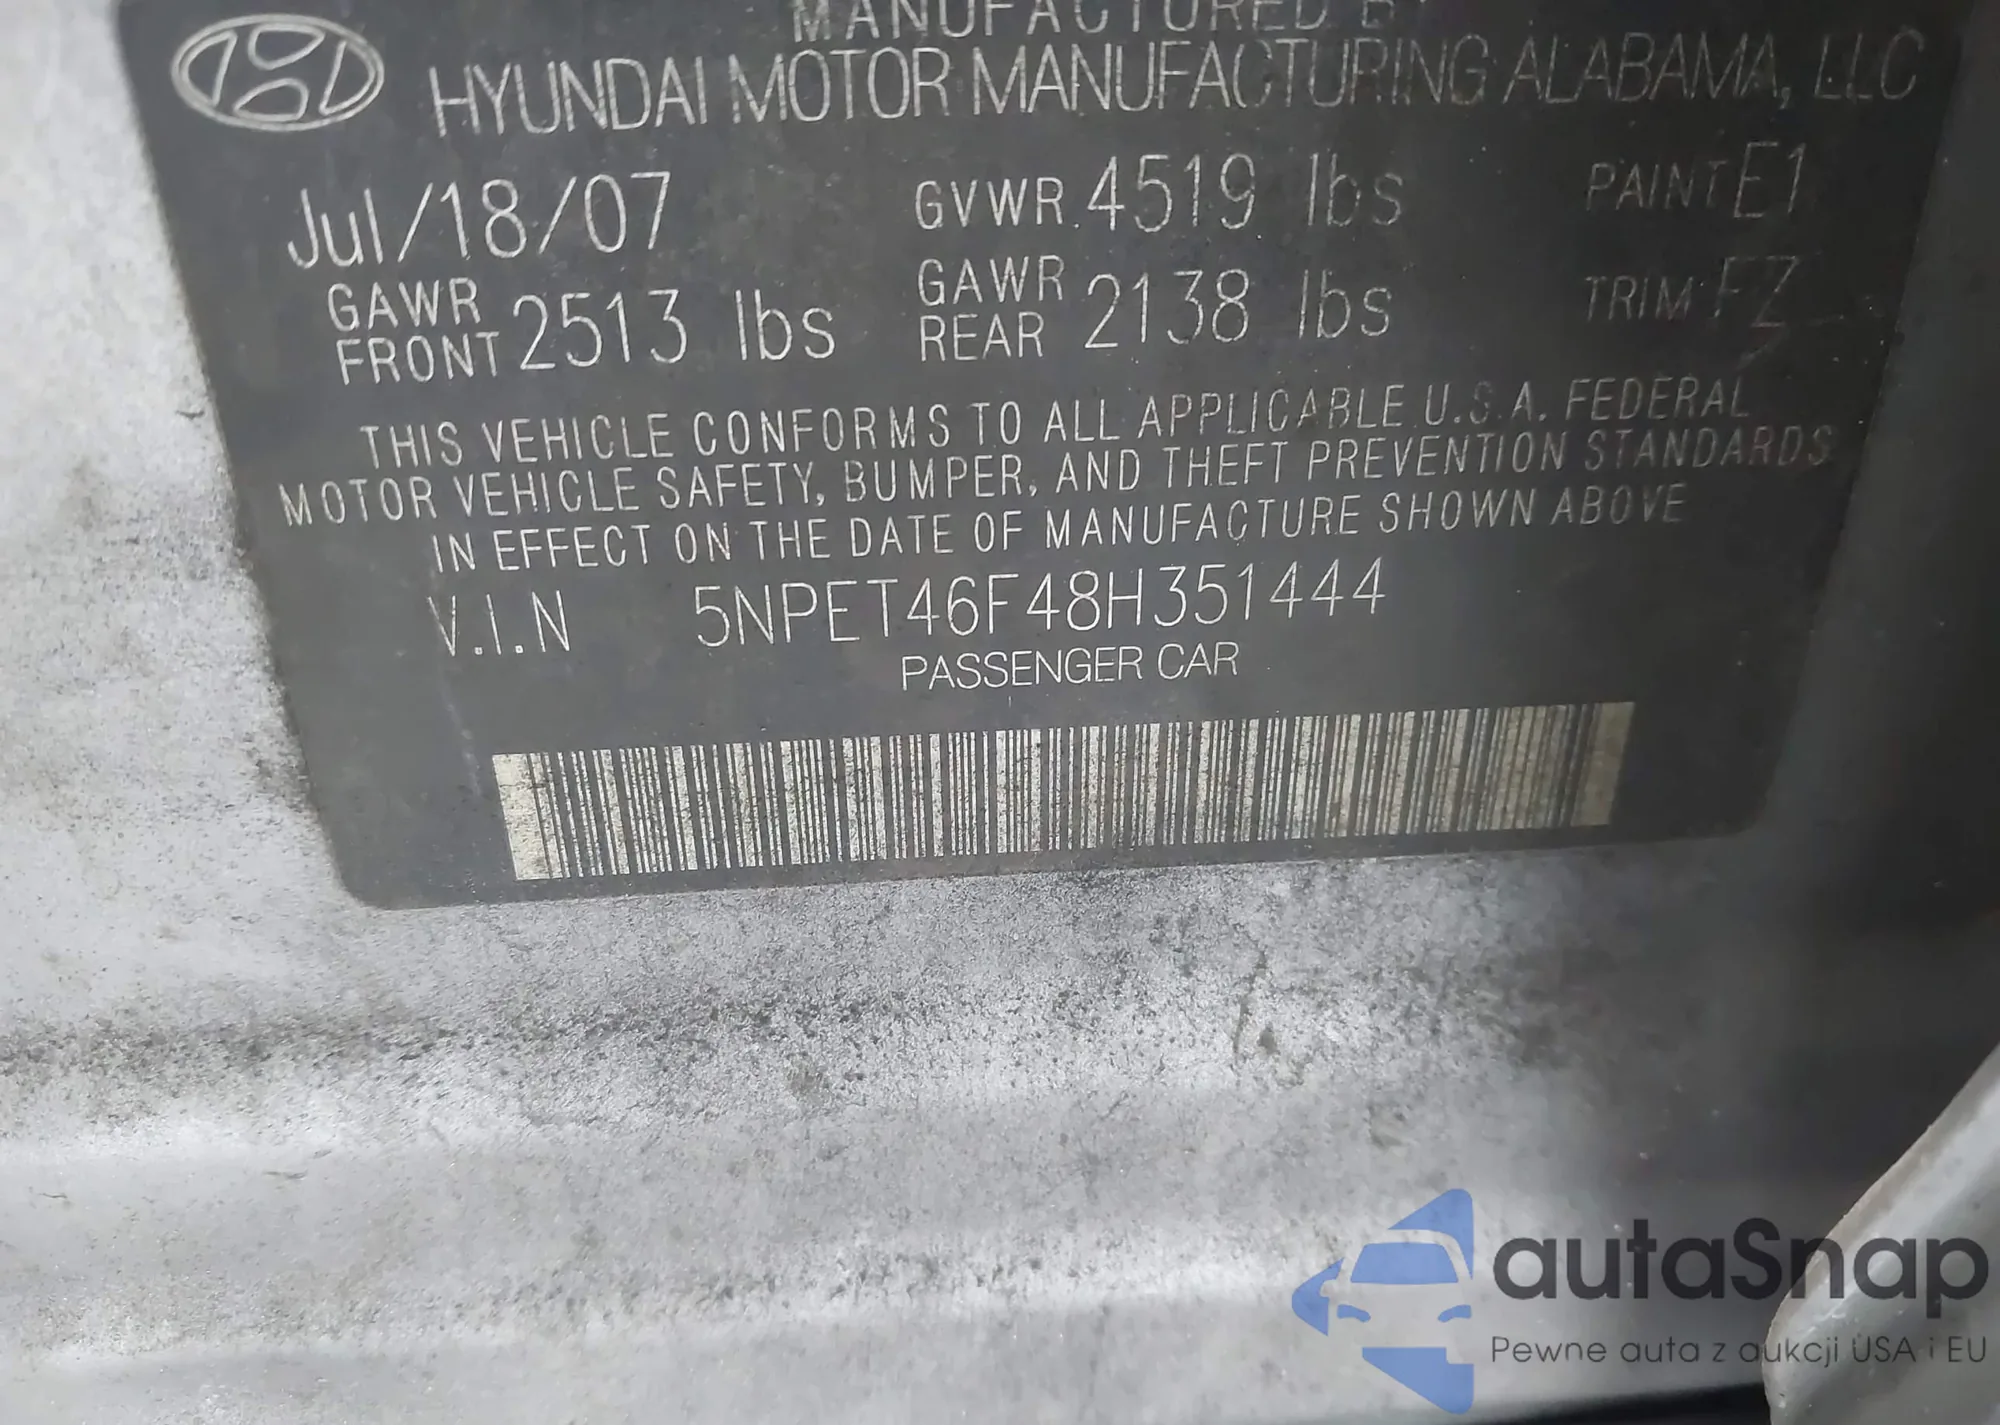 MANUFACTURED BY
HYUNDAI MOTOR MANUFACTURING ALABAMA, LLC
Jul/18/07 GVWR 4519 lbs PAINT E1
GAWR FRONT 2513 lbs GAWR REAR 2138 lbs TRIM FZ
THIS VEHICLE CONFORMS TO ALL APPLICABLE U.S.A. FEDERAL
MOTOR VEHICLE SAFETY, BUMPER, AND THEFT PREVENTION STANDARDS
IN EFFECT ON THE DATE OF MANUFACTURE SHOWN ABOVE
V.I.N 5NPET46F48H351444
PASSENGER CAR
autaSnap
Pewne auta z aukcji USA i EU